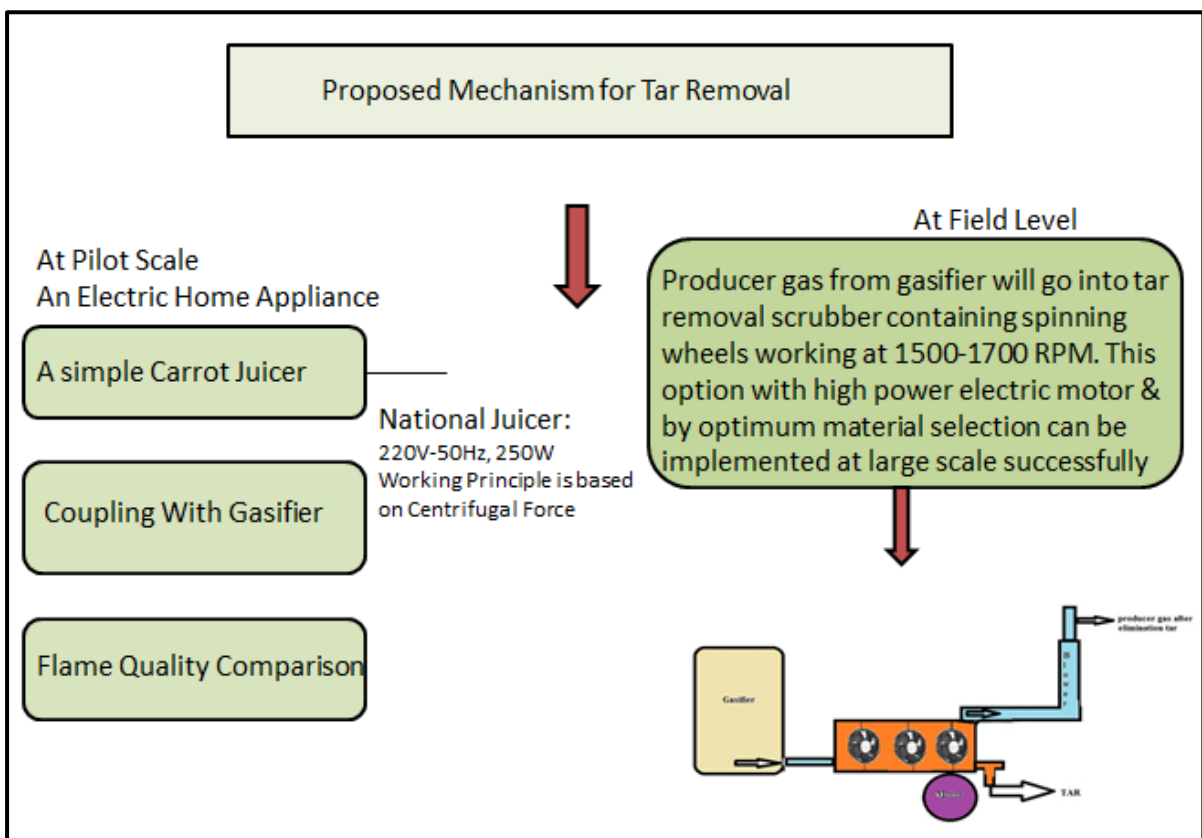 Proposed Mechanism for Tar Removal
At Pilot Scale
An Electric Home Appliance
A simple Carrot Juicer
National Juicer:
220V-50Hz, 250W
Working Principle is based
on Centrifugal Force
Coupling With Gasifier
Flame Quality Comparison
At Field Level
Producer gas from gasifier will go into tar
removal scrubber containing spinning
wheels working at 1500-1700 RPM. This
option with high power electric motor &
by optimum material selection can be
implemented at large scale successfully
producer gas after
elimination tar
Blower
Gasifier
TAR